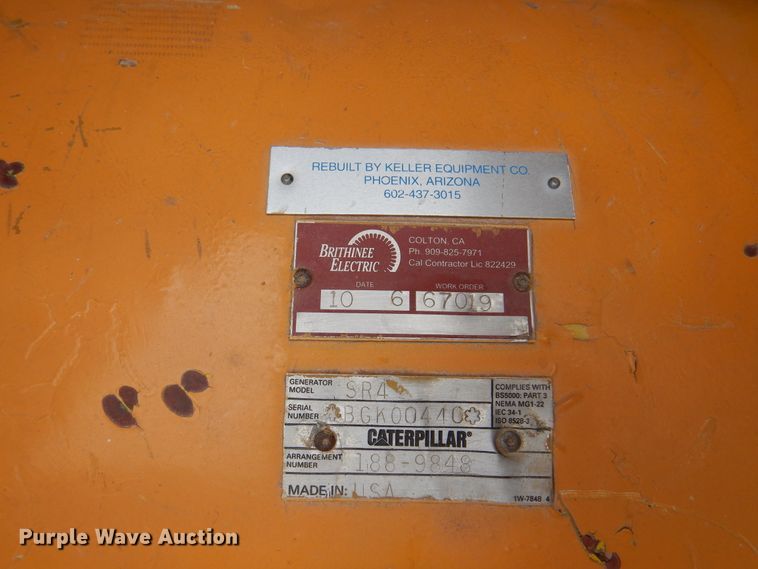 REBUILT BY KELLER EQUIPMENT CO.
PHOENIX, ARIZONA
602-437-3015
BRITHINEE
ELECTRIC
COLTON, CA
Ph 909-825-7971
Cal Contractor Lic 822429
DATE
WORK ORDER
10 6 67019
GENERATOR
MODEL
SR4
SERIAL
NUMBER
*BGK00440*
CATERPILLAR
ARRANGEMENT
NUMBER
188-9848
MADE IN: USA
COMPLIES WITH
BS5000: PART 3
NEMA MG1-22
IEC 34-1
ISO 8528-3
1W-7848 4
Purple Wave Auction